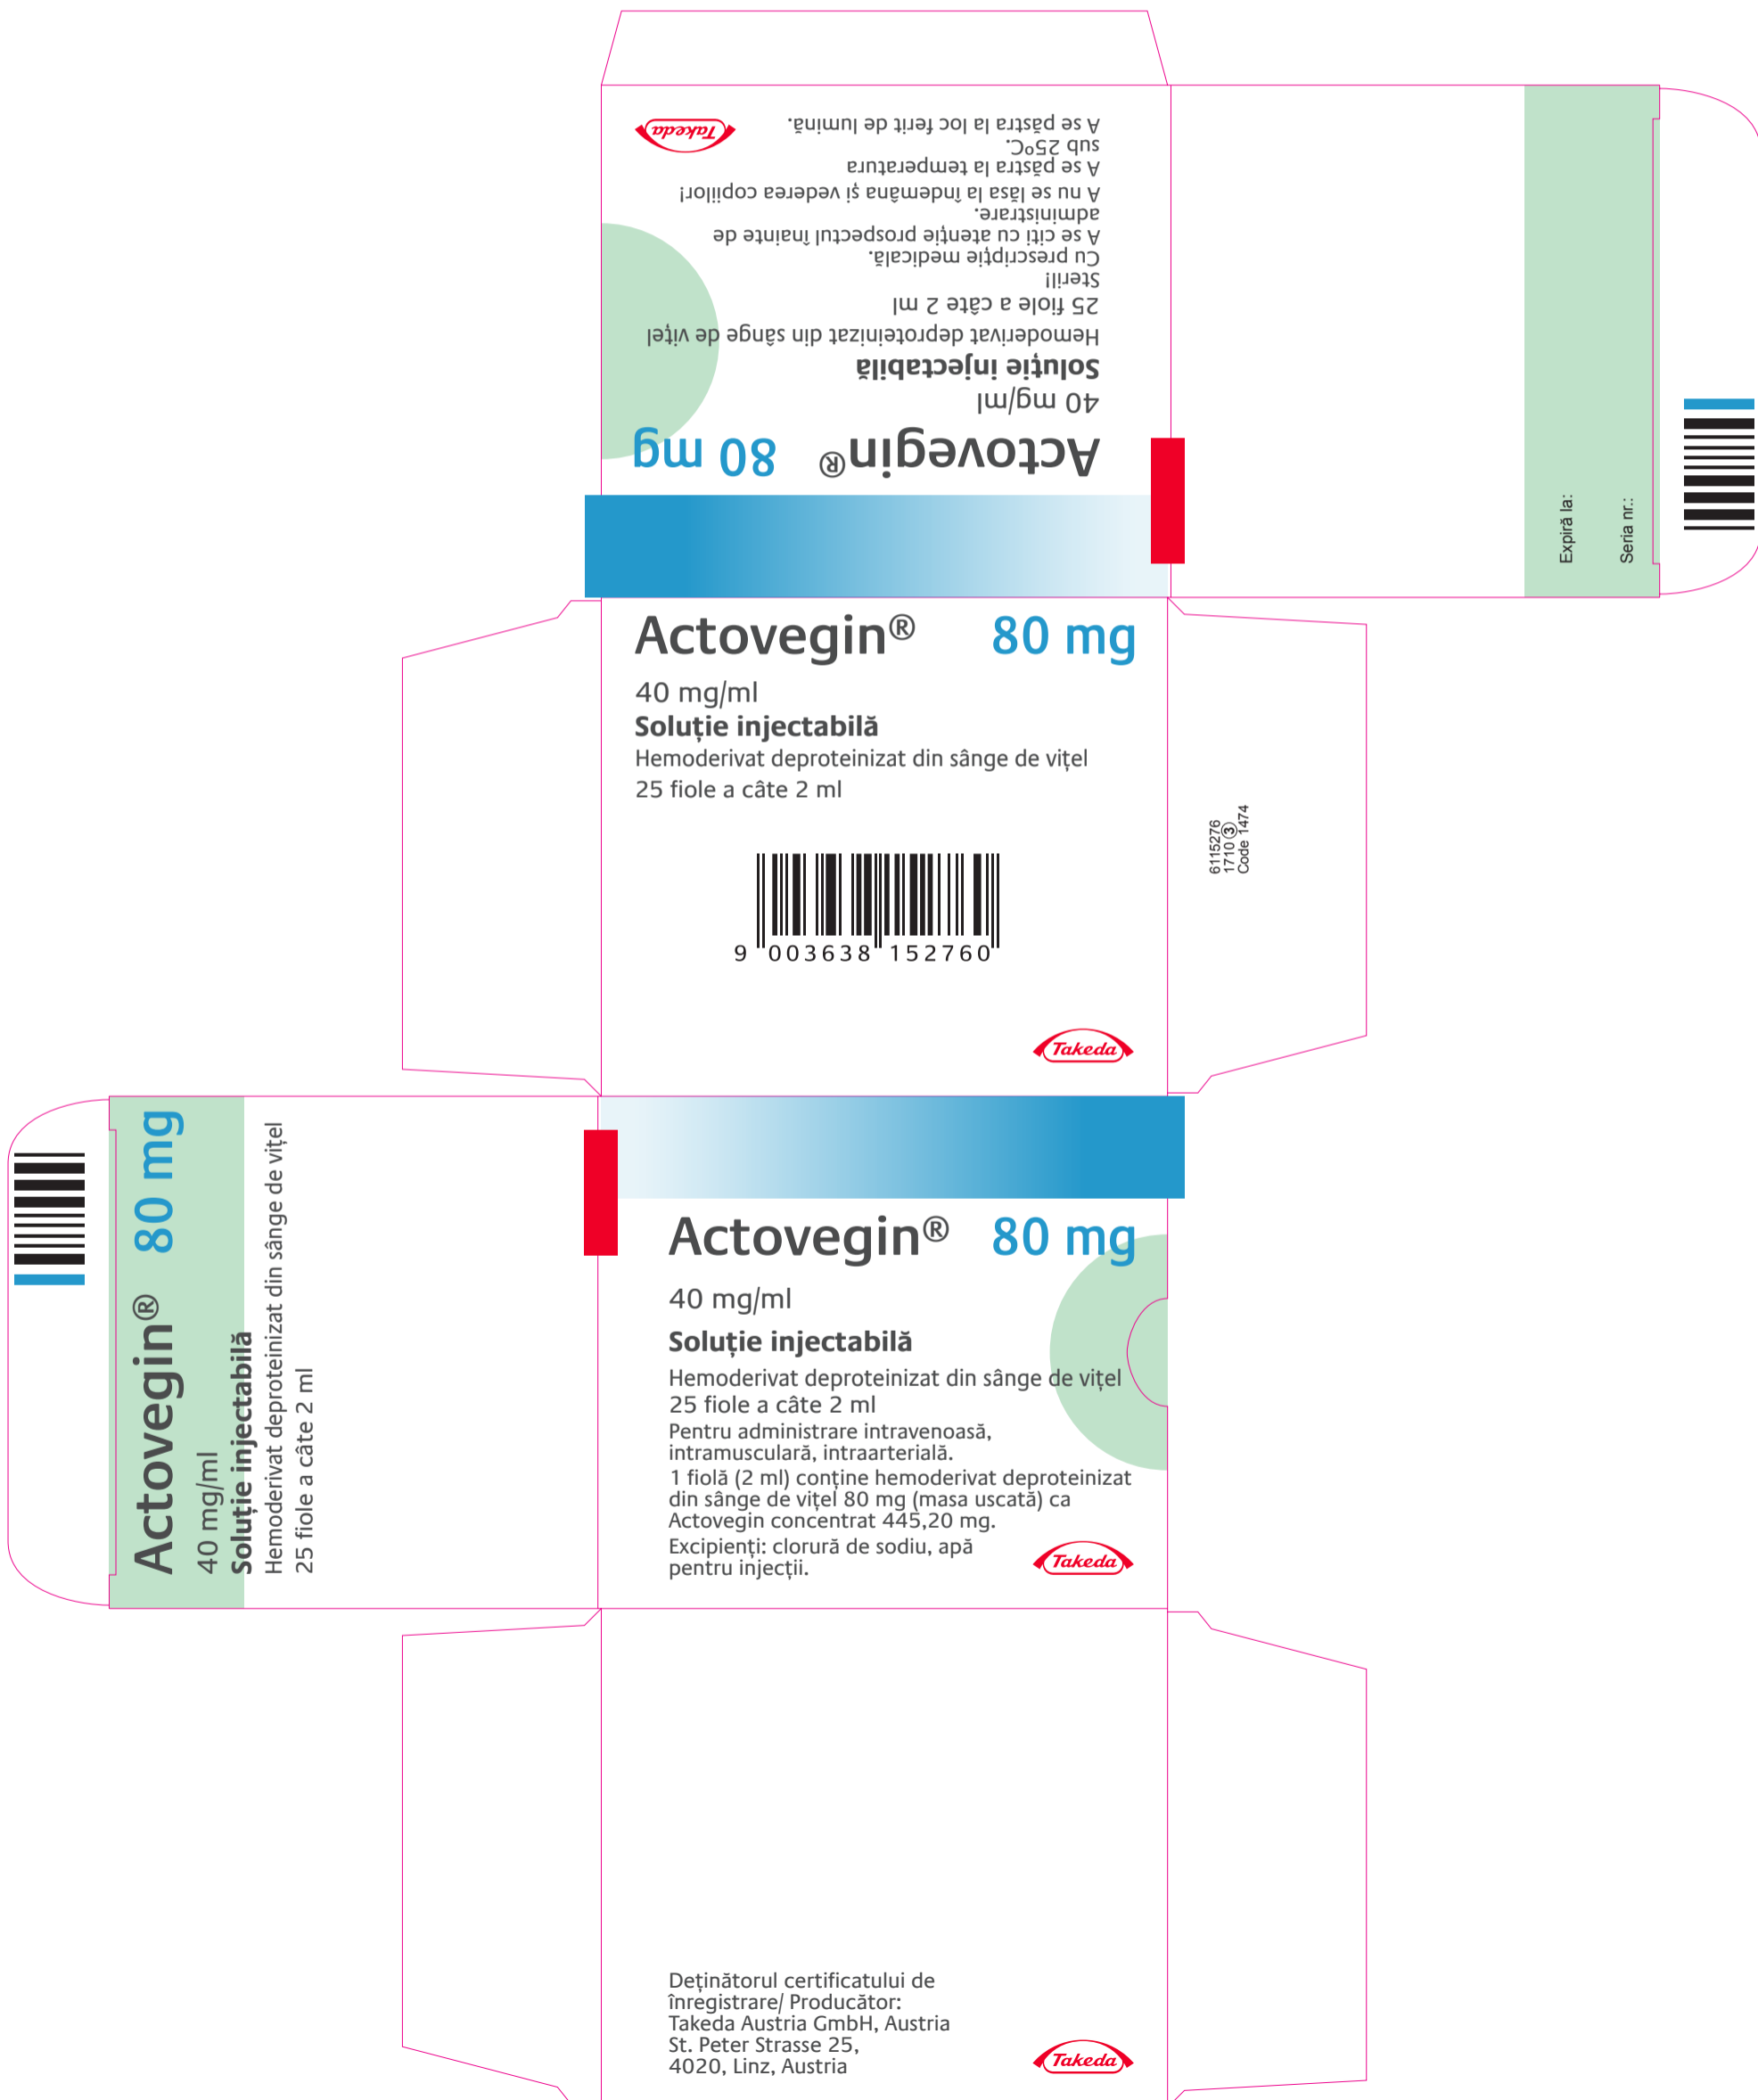 Actovegin® 80 mg
40 mg/ml
Soluție injectabilă
Hemoderivat deproteinizat din sânge de vițel
25 fiole a câte 2 ml
Steril!
Cu prescripție medicală.
A se citi cu atenție prospectul înainte de
administrare.
A nu se lăsa la îndemâna și vederea copiilor!
A se păstra la temperatura
sub 25ºC.
A se păstra la loc ferit de lumină.
Takeda
Expiră la:
Seria nr.:
Actovegin® 80 mg
40 mg/ml
Soluție injectabilă
Hemoderivat deproteinizat din sânge de vițel
25 fiole a câte 2 ml
9 003638 152760
Takeda
6115276
1710 ③
Code 1474
Actovegin® 80 mg
40 mg/ml
Soluție injectabilă
Hemoderivat deproteinizat din sânge de vițel
25 fiole a câte 2 ml
Actovegin® 80 mg
40 mg/ml
Soluție injectabilă
Hemoderivat deproteinizat din sânge de vițel
25 fiole a câte 2 ml
Pentru administrare intravenoasă,
intramusculară, intraarterială.
1 fiolă (2 ml) conține hemoderivat deproteinizat
din sânge de vițel 80 mg (masa uscată) ca
Actovegin concentrat 445,20 mg.
Excipienți: clorură de sodiu, apă
pentru injecții.
Takeda
Deținătorul certificatului de
înregistrare/ Producător:
Takeda Austria GmbH, Austria
St. Peter Strasse 25,
4020, Linz, Austria
Takeda